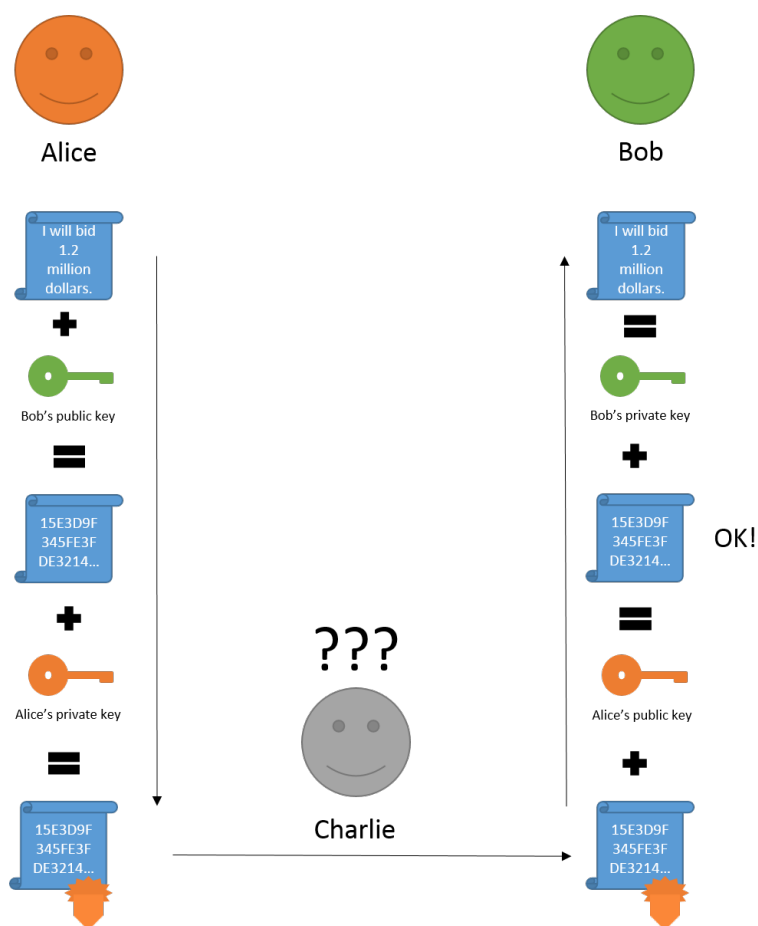 Alice
Bob
I will bid
1.2
million
dollars.
Bob's public key
15E3D9F
345FE3F
DE3214...
Alice's private key
15E3D9F
345FE3F
DE3214...
???
Charlie
I will bid
1.2
million
dollars.
Bob's private key
15E3D9F
345FE3F
DE3214...
OK!
Alice's public key
15E3D9F
345FE3F
DE3214...